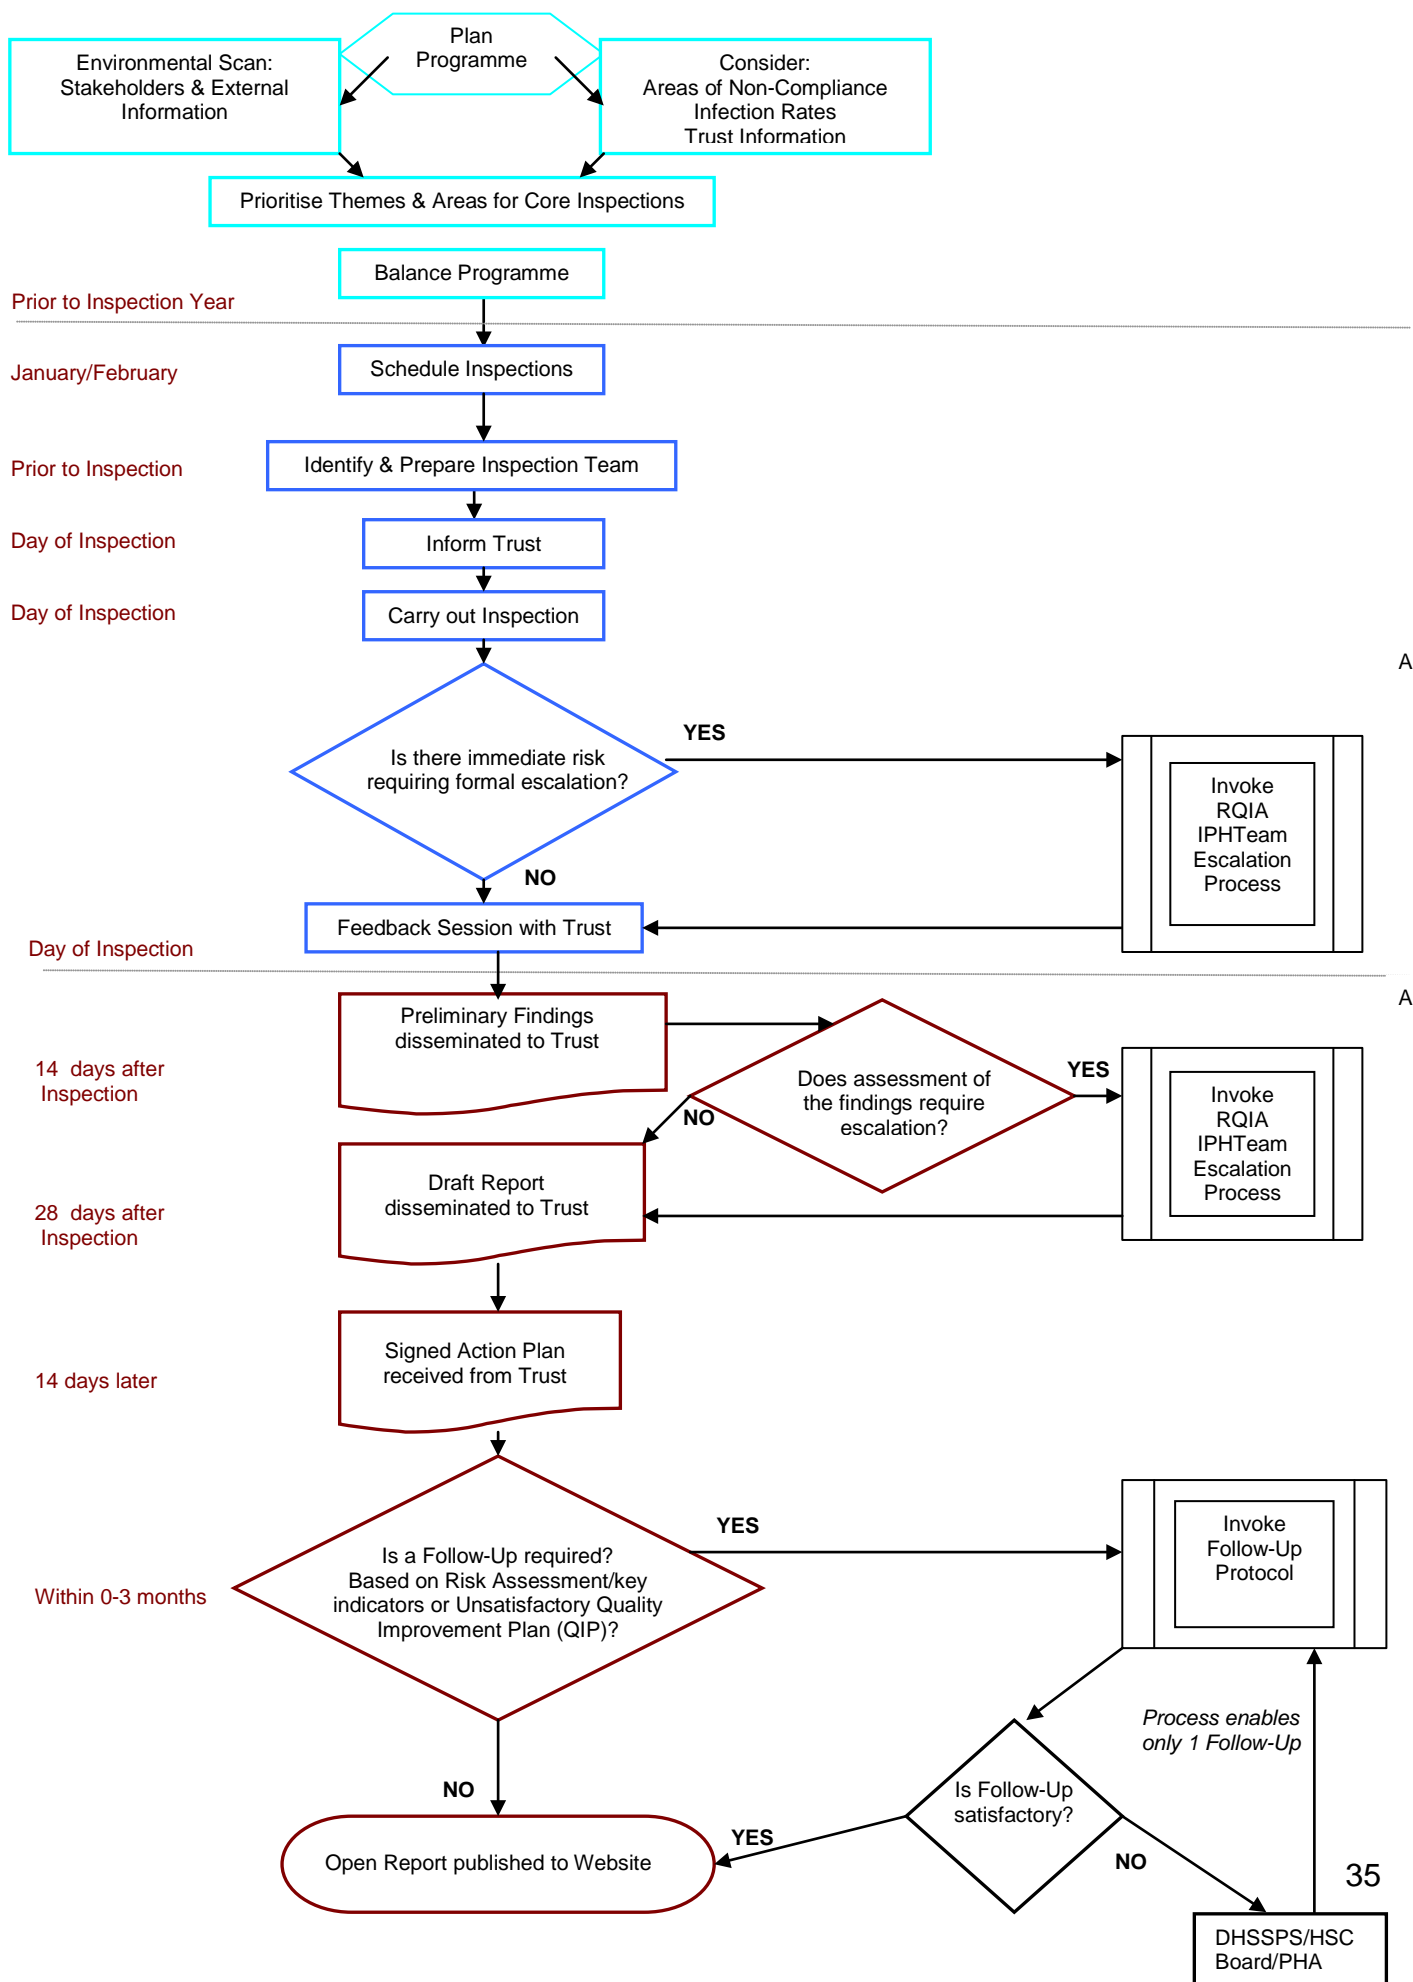 Plan
Programme
Environmental Scan:
Stakeholders & External
Information
Consider:
Areas of Non-Compliance
Infection Rates
Trust Information
Prioritise Themes & Areas for Core Inspections
Balance Programme
Prior to Inspection Year
January/February
Schedule Inspections
Prior to Inspection
Identify & Prepare Inspection Team
Day of Inspection
Inform Trust
Day of Inspection
Carry out Inspection
A
Is there immediate risk
requiring formal escalation?
YES
NO
Invoke
RQIA
IPHTeam
Escalation
Process
Feedback Session with Trust
Day of Inspection
A
Preliminary Findings
disseminated to Trust
14 days after
Inspection
Does assessment of
the findings require
escalation?
YES
NO
Invoke
RQIA
IPHTeam
Escalation
Process
Draft Report
disseminated to Trust
28 days after
Inspection
Signed Action Plan
received from Trust
14 days later
Is a Follow-Up required?
Based on Risk Assessment/key
indicators or Unsatisfactory Quality
Improvement Plan (QIP)?
YES
Within 0-3 months
Invoke
Follow-Up
Protocol
Process enables
only 1 Follow-Up
NO
Is Follow-Up
satisfactory?
YES
NO
Open Report published to Website
35
DHSSPS/HSC
Board/PHA